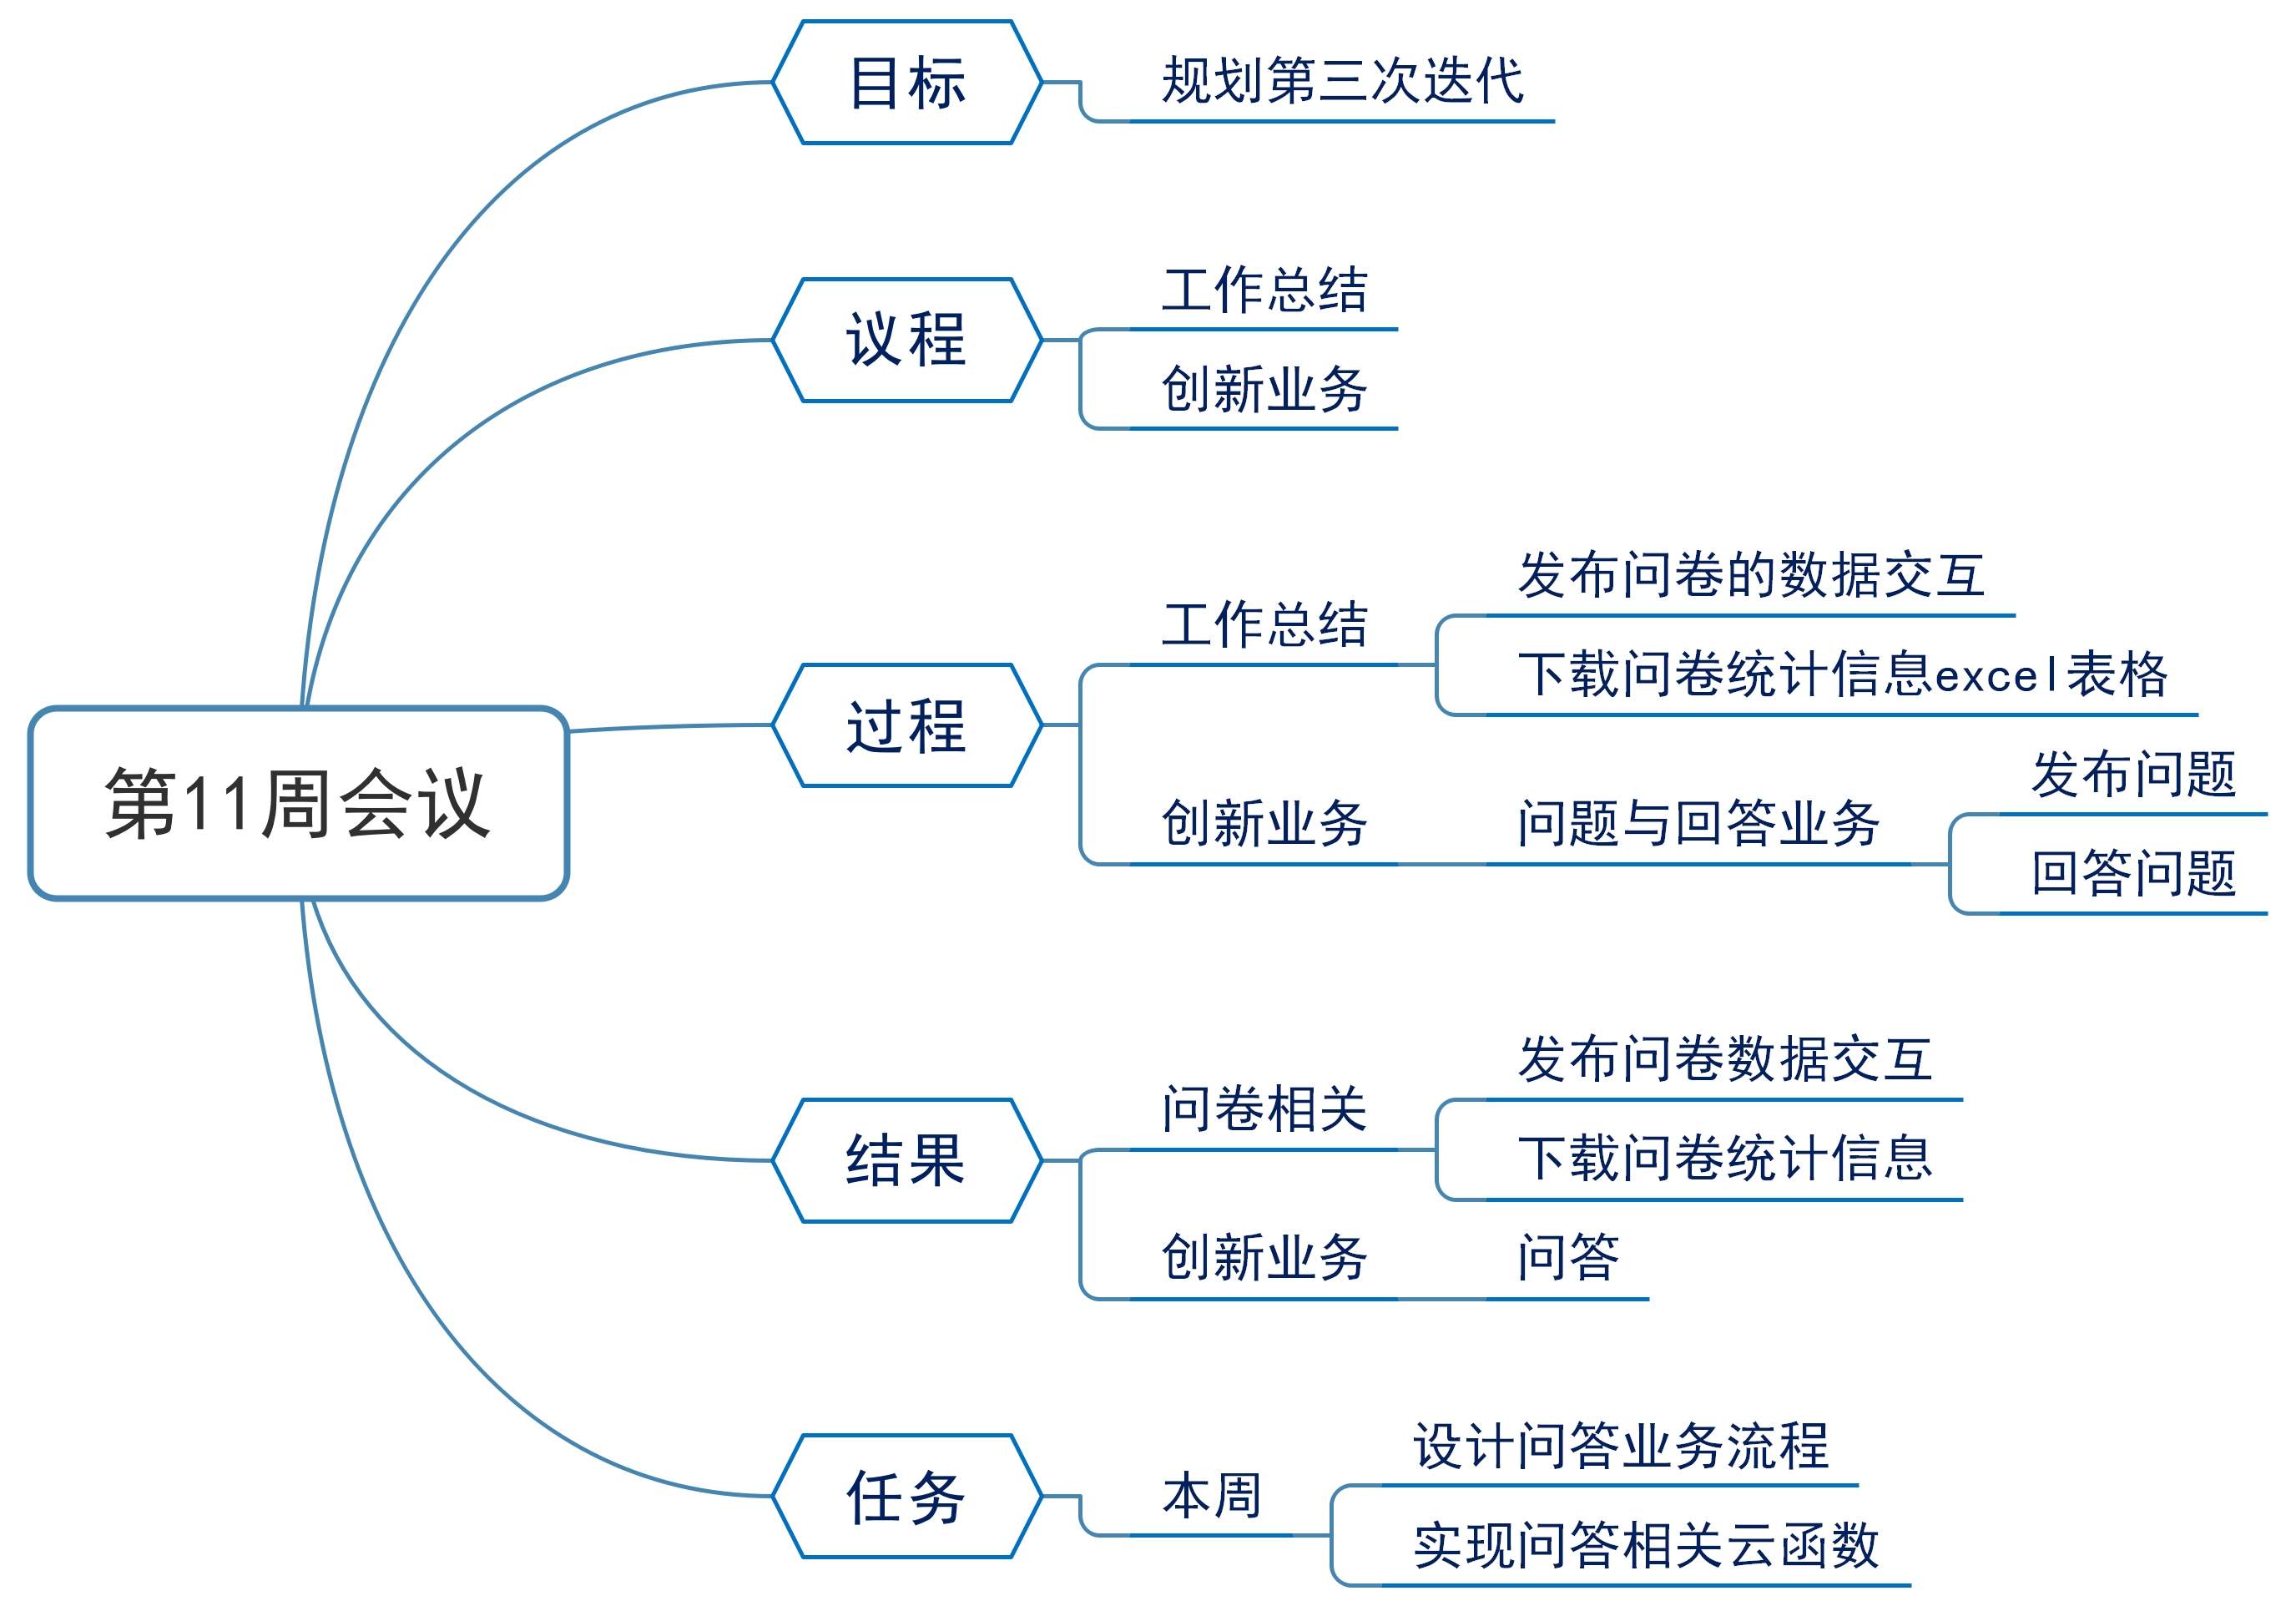 目标
规划第三次迭代
议程
工作总结
创新业务
第11周会议
过程
工作总结
发布问卷的数据交互
下载问卷统计信息excel表格
创新业务
问题与回答业务
发布问题
回答问题
结果
问卷相关
发布问卷数据交互
下载问卷统计信息
创新业务
问答
任务
本周
设计问答业务流程
实现问答相关云函数